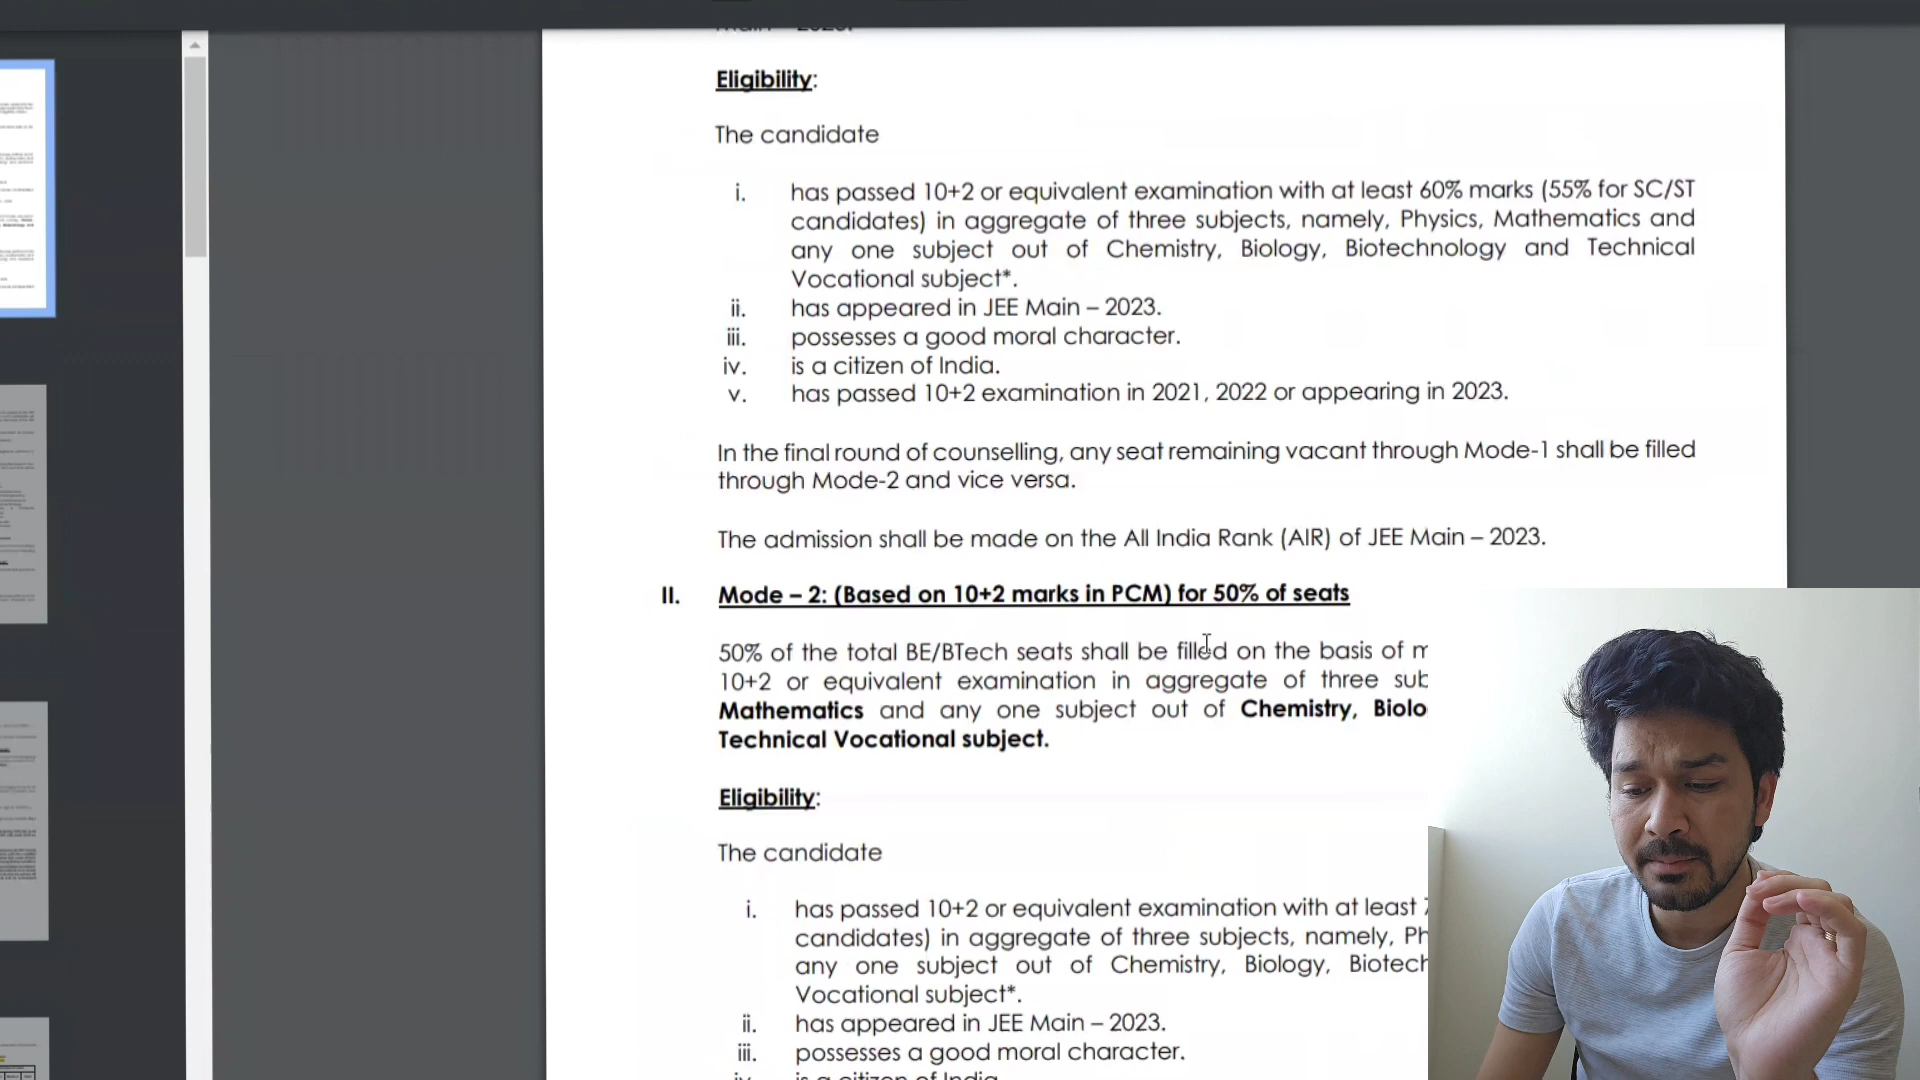 Eligibility:
The candidate
i. has passed 10+2 or equivalent examination with at least 60% marks (55% for SC/ST
candidates) in aggregate of three subjects, namely, Physics, Mathematics and
any one subject out of Chemistry, Biology, Biotechnology and Technical
Vocational subject*.
ii. has appeared in JEE Main – 2023.
iii. possesses a good moral character.
iv. is a citizen of India.
v. has passed 10+2 examination in 2021, 2022 or appearing in 2023.
In the final round of counselling, any seat remaining vacant through Mode-1 shall be filled
through Mode-2 and vice versa.
The admission shall be made on the All India Rank (AIR) of JEE Main – 2023.
II. Mode – 2: (Based on 10+2 marks in PCM) for 50% of seats
50% of the total BE/BTech seats shall be filled on the basis of
10+2 or equivalent examination in aggregate of three
Mathematics and any one subject out of Chemistry,
Technical Vocational subject.
Eligibility:
The candidate
i. has passed 10+2 or equivalent examination with at least
candidates) in aggregate of three subjects, namely,
any one subject out of Chemistry, Biology,
Vocational subject*.
ii. has appeared in JEE Main – 2023.
iii. possesses a good moral character.
is a citizen of India.